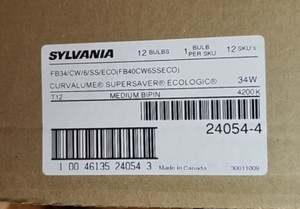 SYLVANIA 12 BULBS 1 BULB PER SKU 12 SKU's
FB34/CW/6/SS/ECO(FB40CW6SSECO)
CURVALUME® SUPERSAVER® ECOLOGIC® 34W
T12 MEDIUM BIPIN 4200K
24054-4
1 00 46135 24054 3 Made in Canada 00011009